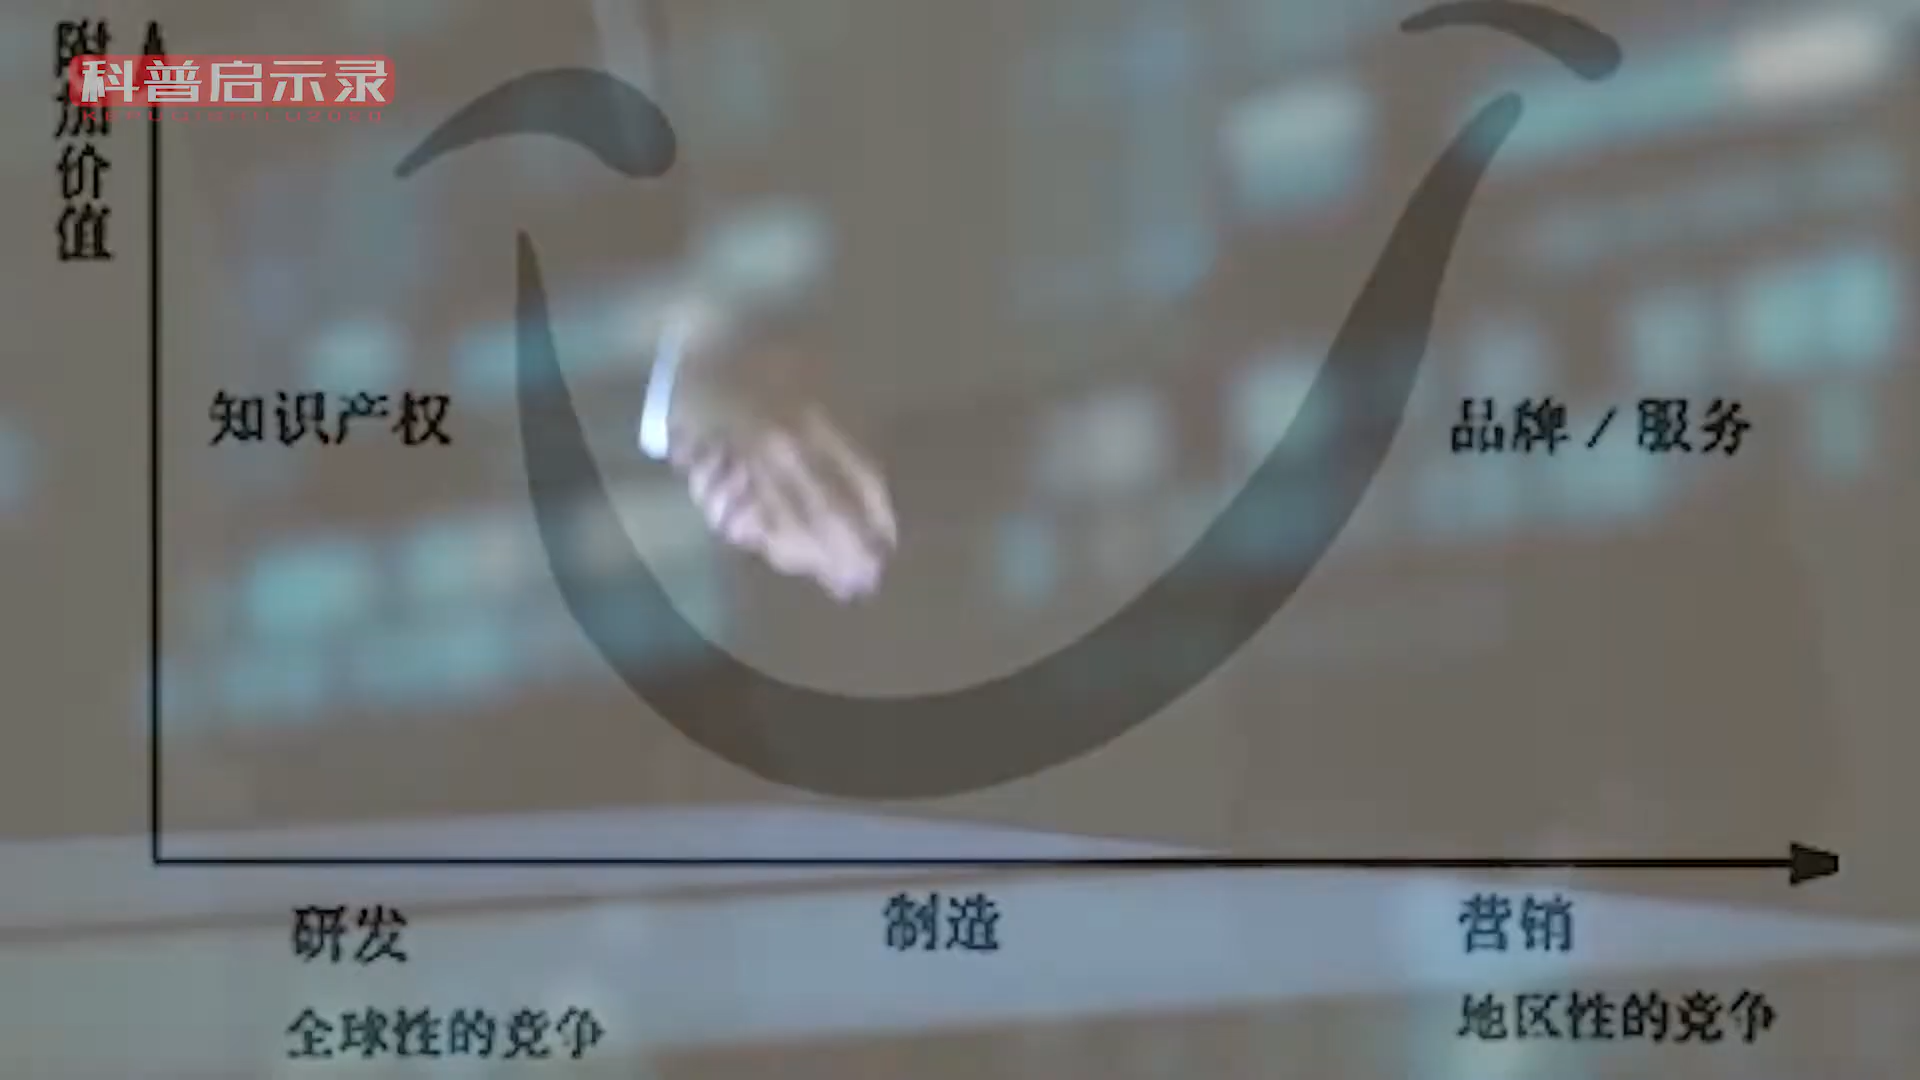 附加价值
科普启示录
知识产权
品牌/服务
研发
制造
营销
全球性的竞争
地区性的竞争